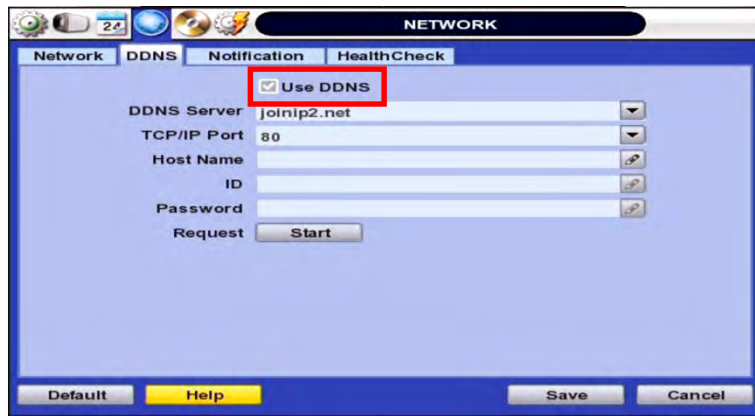 24 NETWORK
Network DDNS Notification HealthCheck
Use DDNS
DDNS Server joinip2.net
TCP/IP Port 80
Host Name
ID
Password
Request Start
Default Help Save Cancel